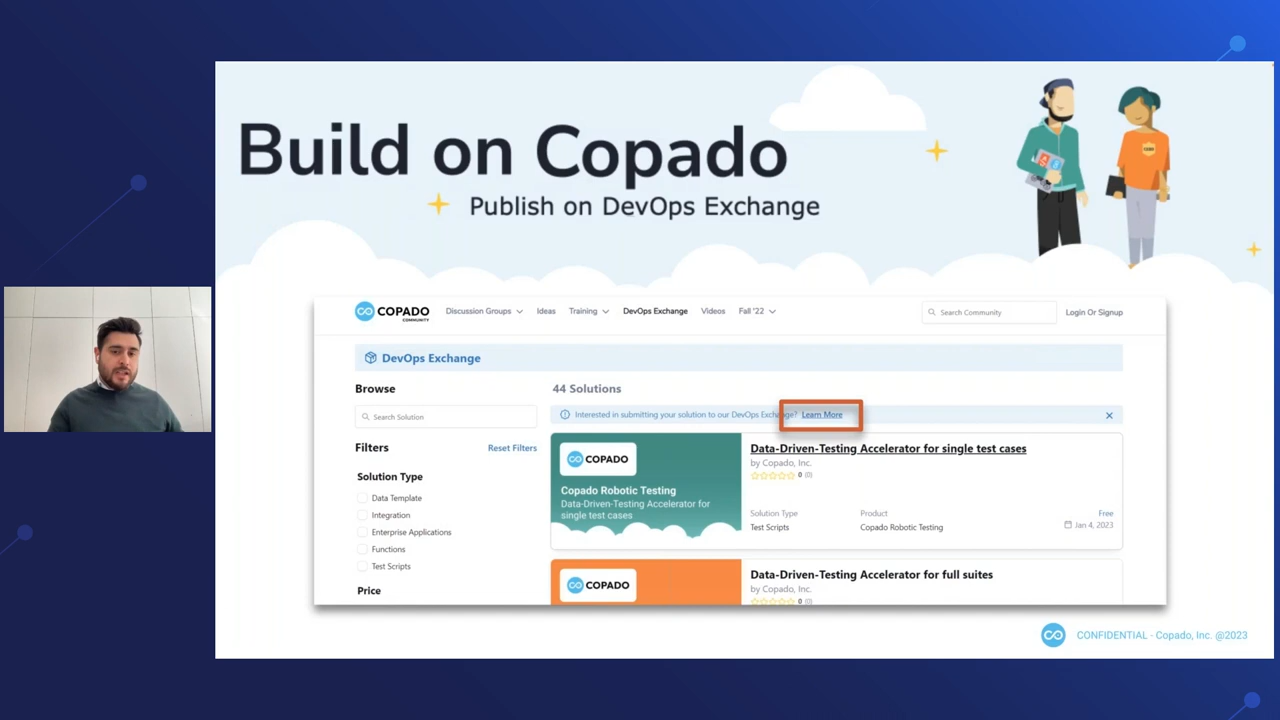 Build on Copado
Publish on DevOps Exchange
COPADO
COMMUNITY
Discussion Groups
Ideas
Training
DevOps Exchange
Videos
Fall '22
Search Community
Login Or Signup
DevOps Exchange
Browse
Search Solution
Filters
Reset Filters
Solution Type
Data Template
Integration
Enterprise Applications
Functions
Test Scripts
Price
44 Solutions
Interested in submitting your solution to our DevOps Exchange? Learn More
COPADO
Copado Robotic Testing
Data-Driven-Testing Accelerator for
single test cases
Data-Driven-Testing Accelerator for single test cases
by Copado, Inc.
0 (0)
Solution Type
Test Scripts
Product
Copado Robotic Testing
Free
Jan 4, 2023
COPADO
Data-Driven-Testing Accelerator for full suites
by Copado, Inc.
0 (0)
CONFIDENTIAL - Copado, Inc. @2023